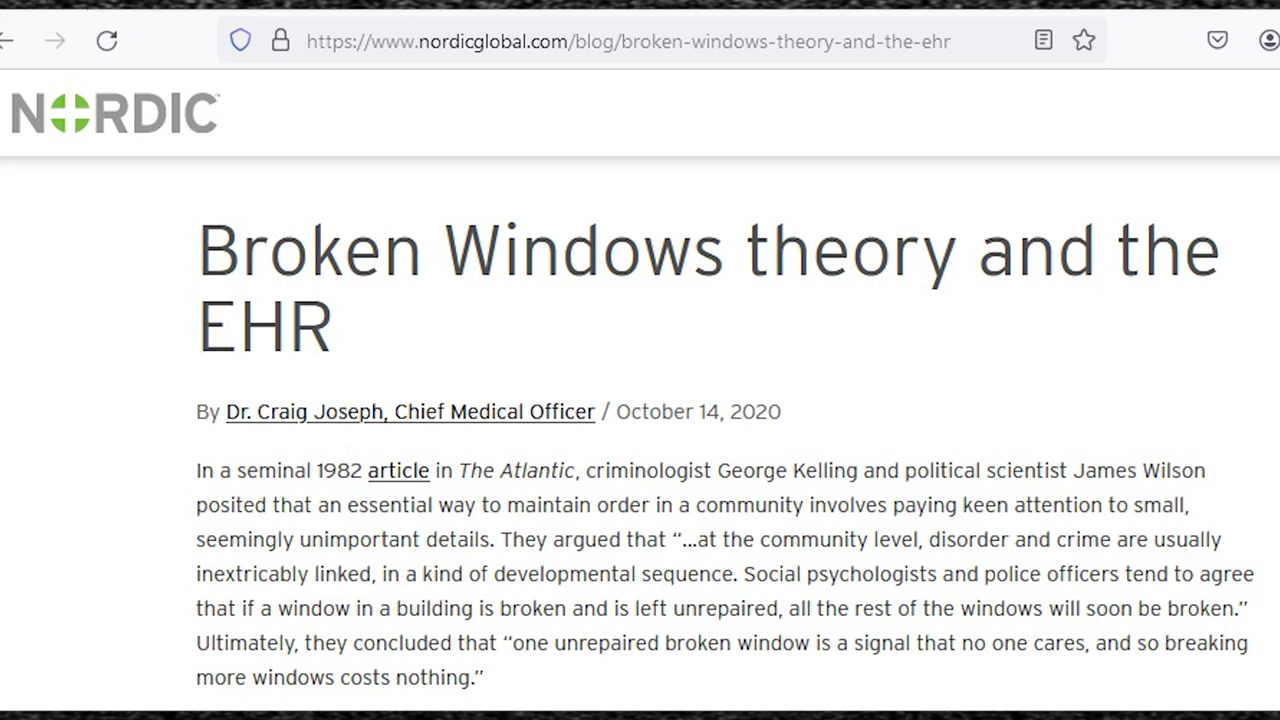 https://www.nordicglobal.com/blog/broken-windows-theory-and-the-ehr
NORDIC
Broken Windows theory and the
EHR
By Dr. Craig Joseph, Chief Medical Officer / October 14, 2020
In a seminal 1982 article in The Atlantic, criminologist George Kelling and political scientist James Wilson
posited that an essential way to maintain order in a community involves paying keen attention to small,
seemingly unimportant details. They argued that “...at the community level, disorder and crime are usually
inextricably linked, in a kind of developmental sequence. Social psychologists and police officers tend to agree
that if a window in a building is broken and is left unrepaired, all the rest of the windows will soon be broken.”
Ultimately, they concluded that “one unrepaired broken window is a signal that no one cares, and so breaking
more windows costs nothing.”